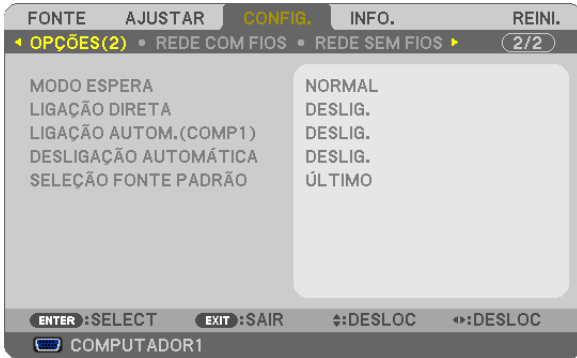 FONTE AJUSTAR CONFIG. INFO. REINI.
OPÇÕES(2) • REDE COM FIOS • REDE SEM FIOS 2/2
MODO ESPERA NORMAL
LIGAÇÃO DIRETA DESLIG.
LIGAÇÃO AUTOM.(COMP1) DESLIG.
DESLIGAÇÃO AUTOMÁTICA DESLIG.
SELEÇÃO FONTE PADRÃO ÚLTIMO
ENTER :SELECT EXIT :SAIR :DESLOC :DESLOC
COMPUTADOR1